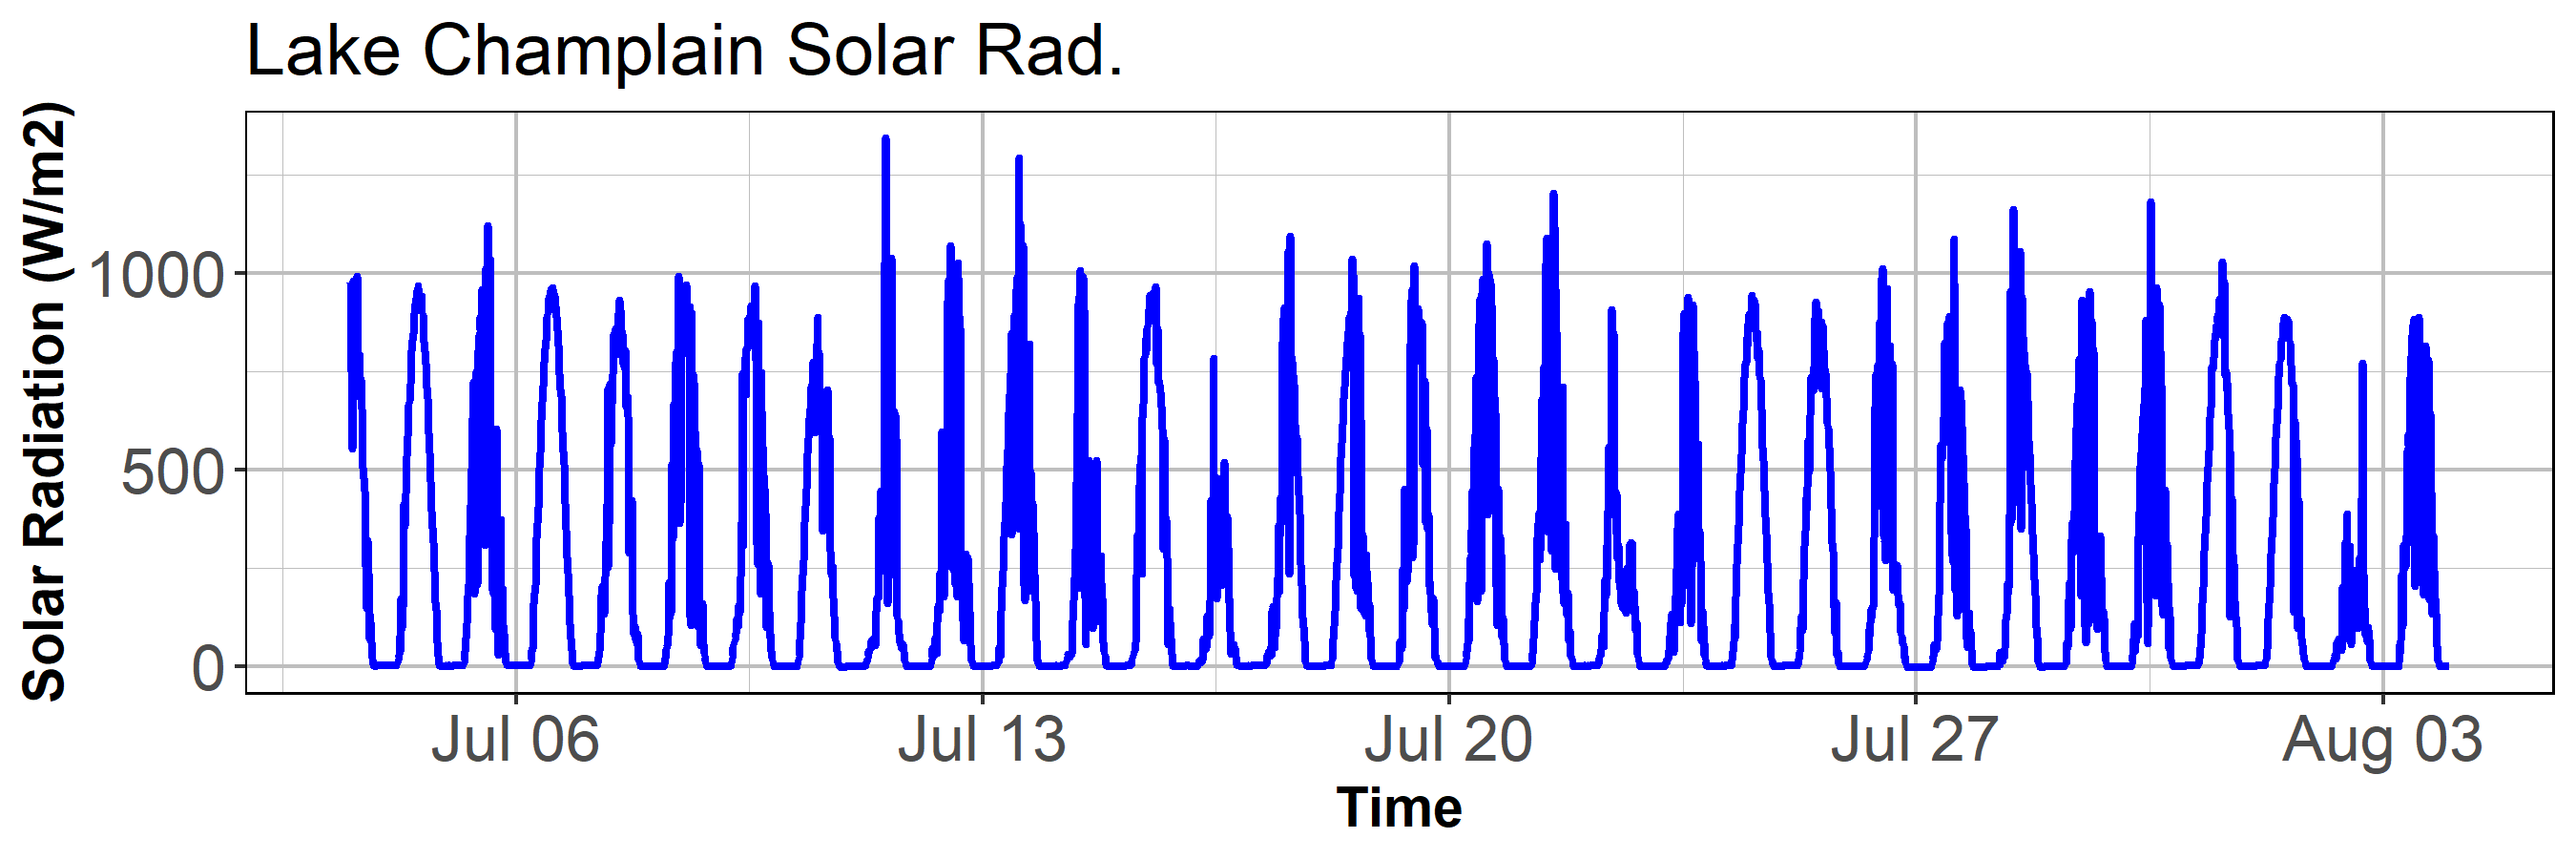 Lake Champlain Solar Rad.
Solar Radiation (W/m2)
1000
500
0
Jul 06 Jul 13 Jul 20 Jul 27 Aug 03
Time